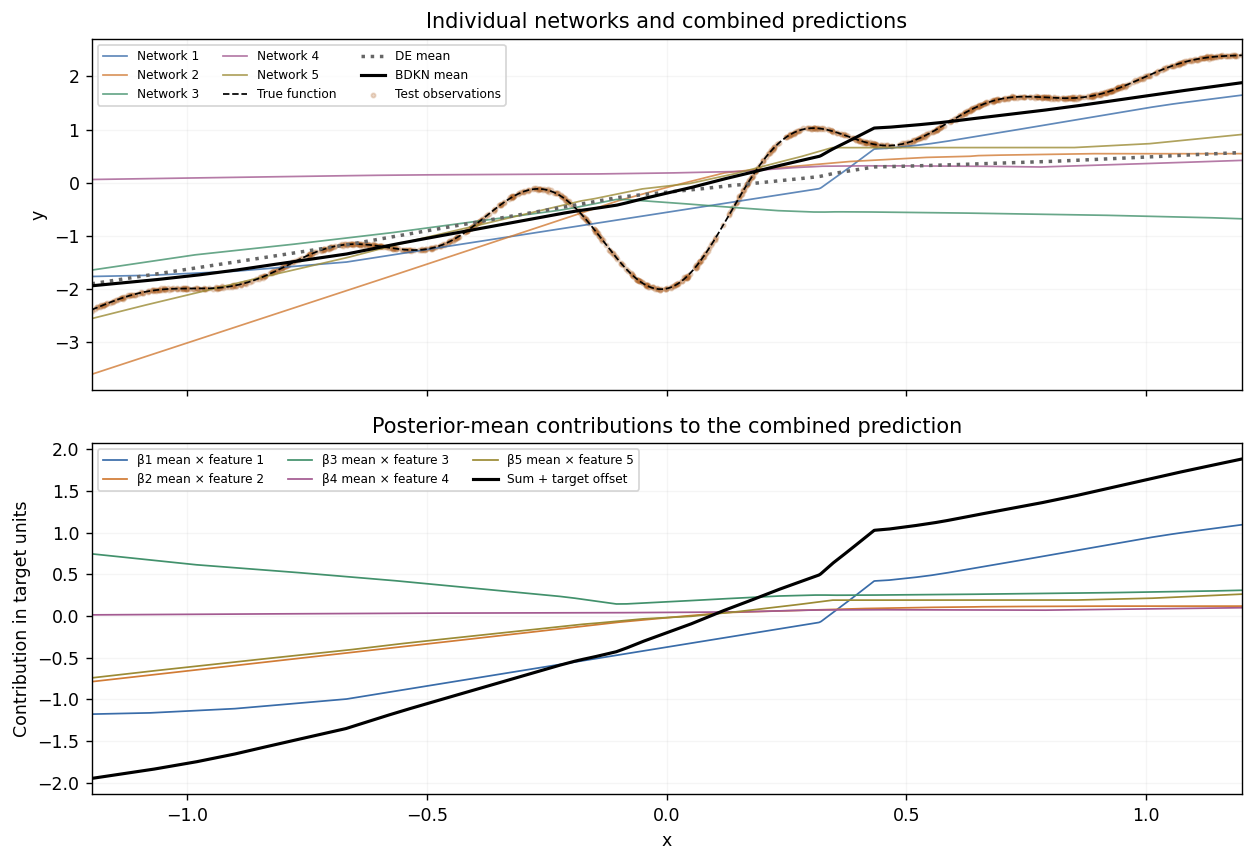 Individual networks and combined predictions
Network 1
Network 2
Network 3
Network 4
Network 5
True function
DE mean
BDKN mean
Test observations
y
2
1
0
−1
−2
−3
Posterior-mean contributions to the combined prediction
β1 mean × feature 1
β2 mean × feature 2
β3 mean × feature 3
β4 mean × feature 4
β5 mean × feature 5
Sum + target offset
Contribution in target units
2.0
1.5
1.0
0.5
0.0
−0.5
−1.0
−1.5
−2.0
−1.0
−0.5
0.0
0.5
1.0
x